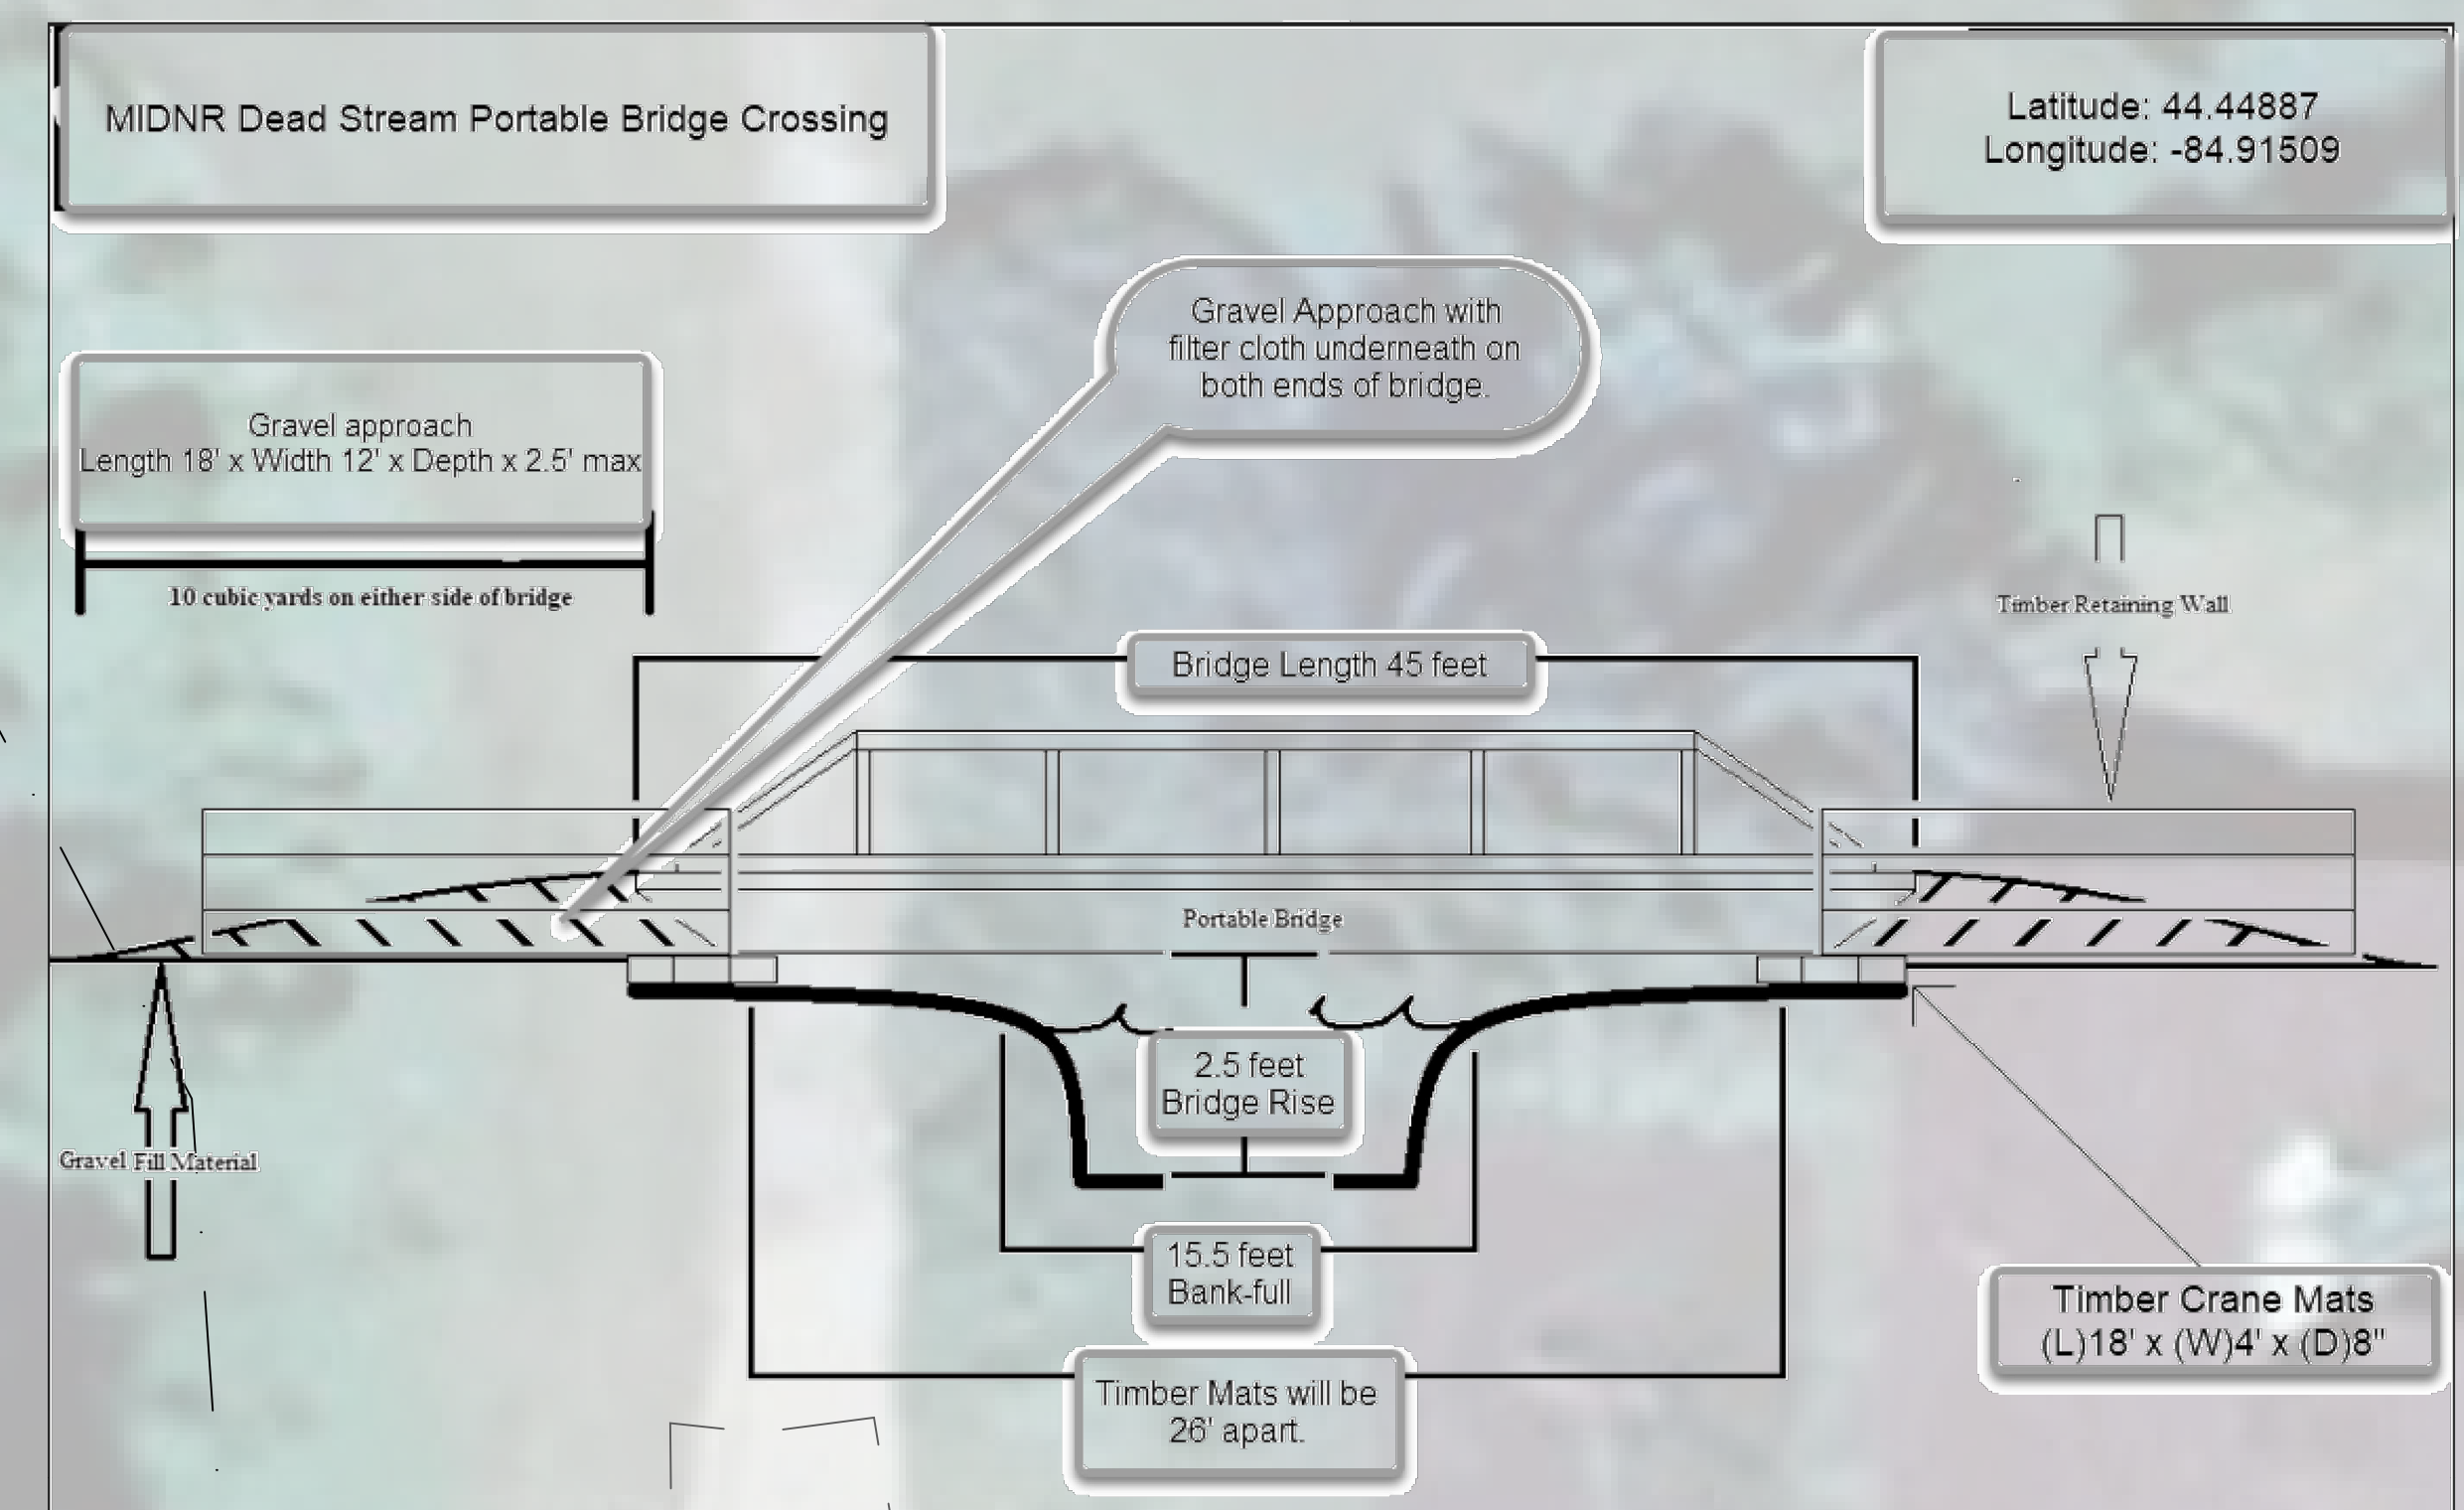 MIDNR Dead Stream Portable Bridge Crossing
Latitude: 44.44887
Longitude: -84.91509
Gravel Approach with
filter cloth underneath on
both ends of bridge.
Gravel approach
Length 18' x Width 12' x Depth x 2.5' max
10 cubic yards on either side of bridge
Timber Retaining Wall
Bridge Length 45 feet
Portable Bridge
2.5 feet
Bridge Rise
Gravel Fill Material
15.5 feet
Bank-full
Timber Crane Mats
(L)18' x (W)4' x (D)8"
Timber Mats will be
26' apart.